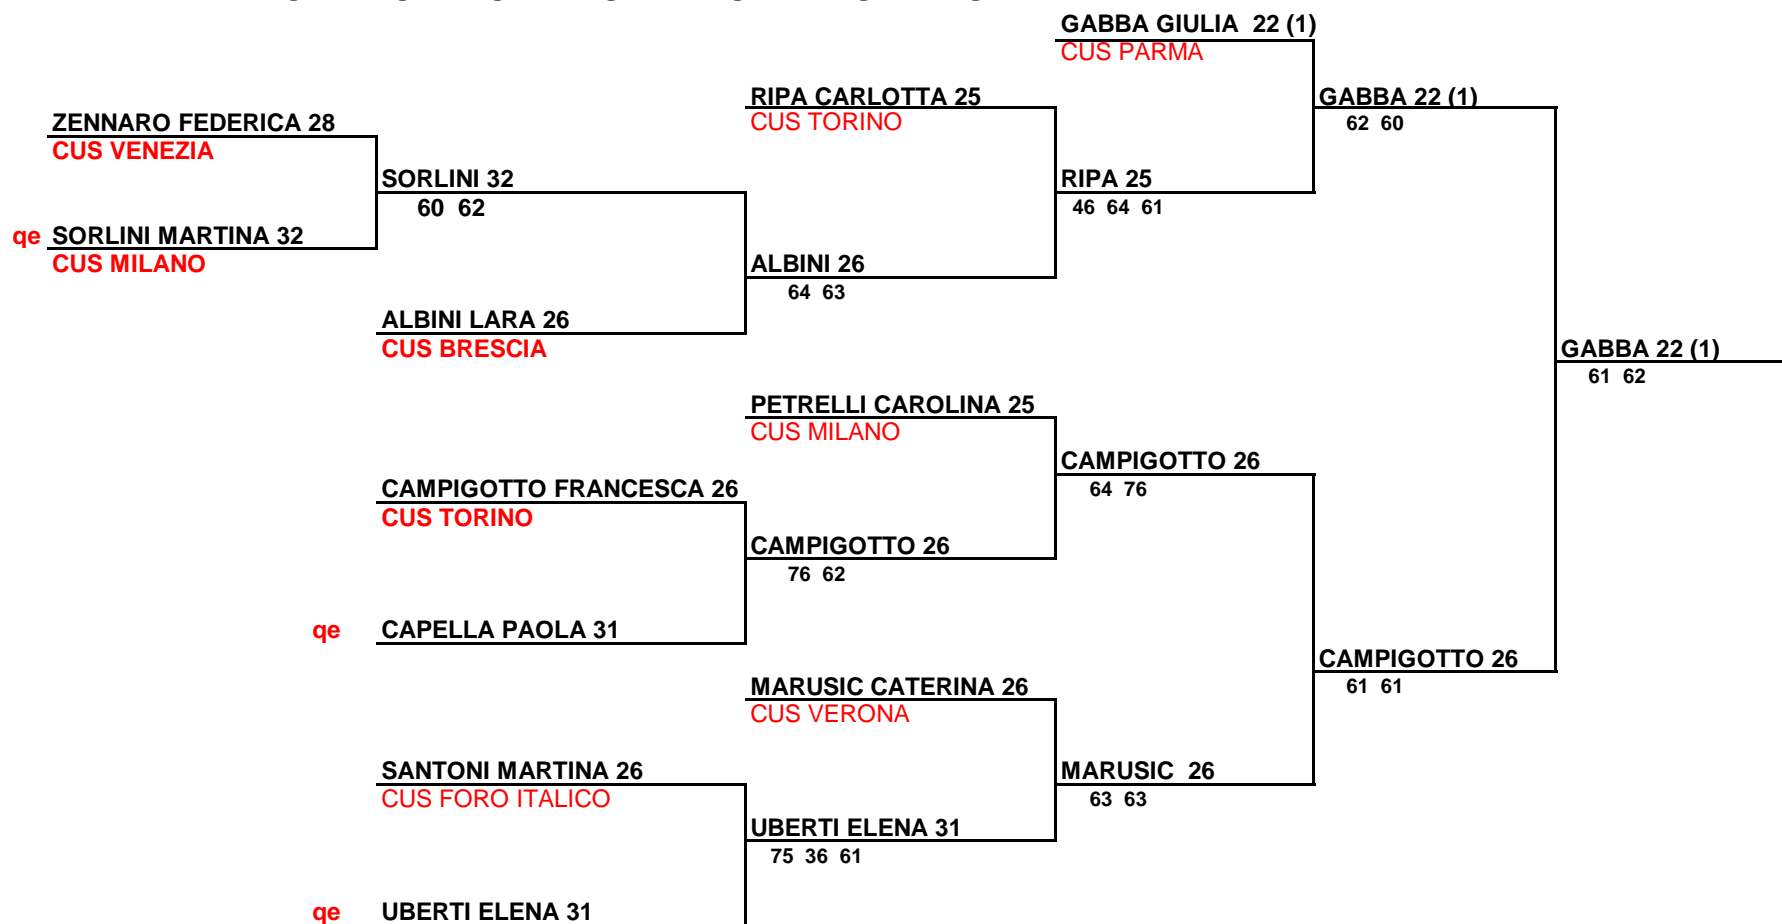 GABBA GIULIA  22 (1)
CUS PARMA
RIPA CARLOTTA 25
CUS TORINO
GABBA 22 (1)
62  60
ZENNARO FEDERICA 28
CUS VENEZIA
SORLINI 32
60  62
RIPA 25
46  64  61
qe SORLINI MARTINA 32
CUS MILANO
ALBINI 26
64  63
ALBINI LARA 26
CUS BRESCIA
GABBA 22 (1)
61  62
PETRELLI CAROLINA 25
CUS MILANO
CAMPIGOTTO 26
64  76
CAMPIGOTTO FRANCESCA 26
CUS TORINO
CAMPIGOTTO 26
76  62
qe CAPELLA PAOLA 31
CAMPIGOTTO 26
61  61
MARUSIC CATERINA 26
CUS VERONA
SANTONI MARTINA 26
CUS FORO ITALICO
MARUSIC  26
63  63
UBERTI ELENA 31
75  36  61
qe UBERTI ELENA 31